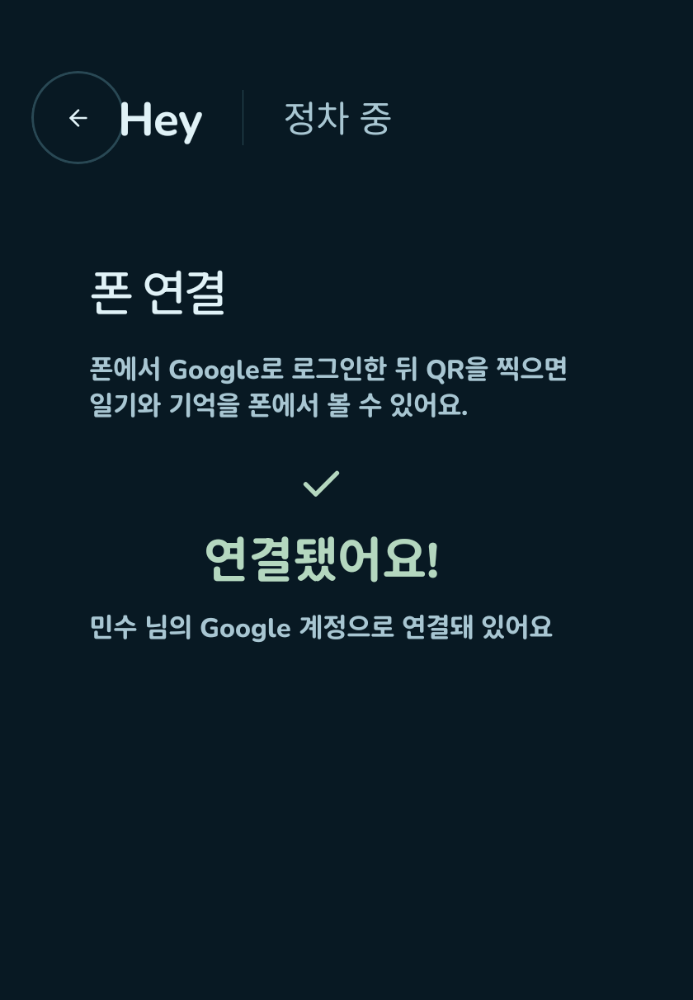 Hey
정차 중
폰 연결
폰에서 Google로 로그인한 뒤 QR을 찍으면
일기와 기억을 폰에서 볼 수 있어요.
연결됐어요!
민수 님의 Google 계정으로 연결돼 있어요